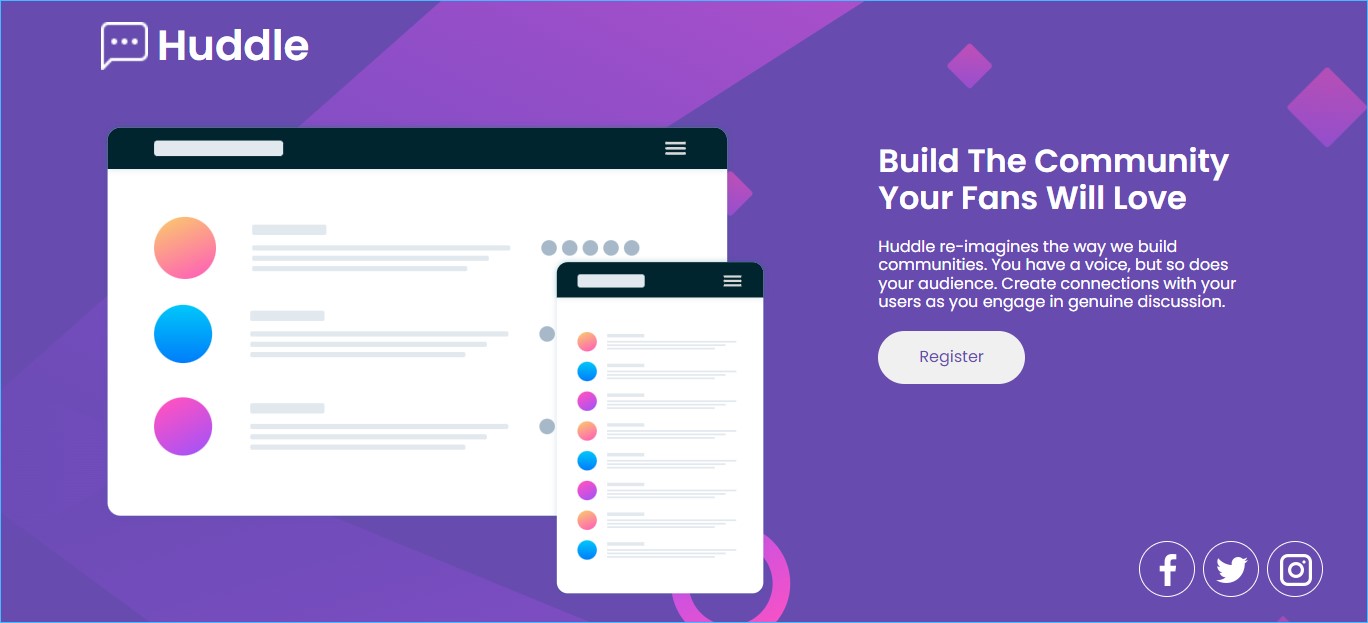 Huddle
Build The Community
Your Fans Will Love
Huddle re-imagines the way we build
communities. You have a voice, but so does
your audience. Create connections with your
users as you engage in genuine discussion.
Register